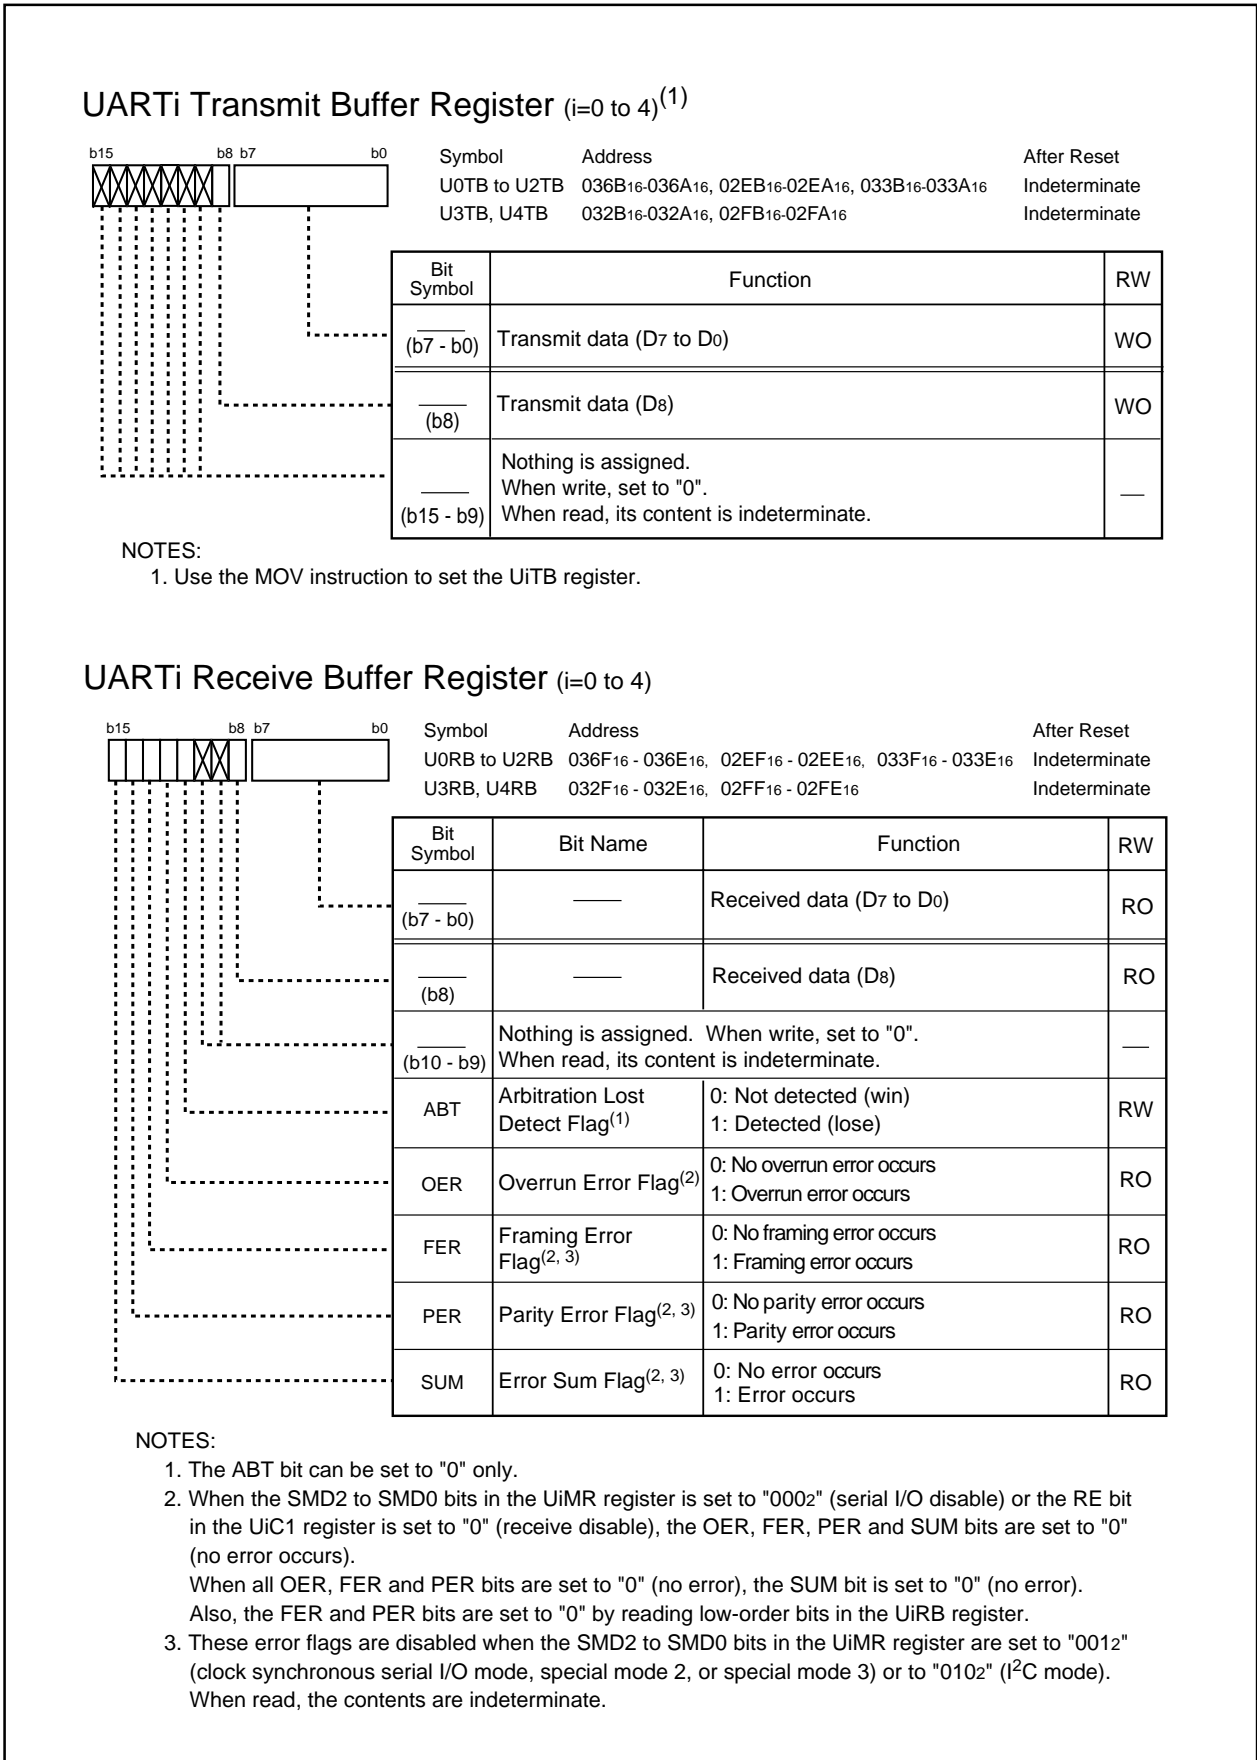 UARTi Transmit Buffer Register (i=0 to 4)(1)
b15 b8 b7 b0
Symbol Address After Reset
U0TB to U2TB 036B16-036A16, 02EB16-02EA16, 033B16-033A16 Indeterminate
U3TB, U4TB 032B16-032A16, 02FB16-02FA16 Indeterminate
Bit Symbol Function RW
(b7 - b0) Transmit data (D7 to D0) WO
(b8) Transmit data (D8) WO
Nothing is assigned.
When write, set to "0".
(b15 - b9) When read, its content is indeterminate.
NOTES:
1. Use the MOV instruction to set the UiTB register.
UARTi Receive Buffer Register (i=0 to 4)
b15 b8 b7 b0
Symbol Address After Reset
U0RB to U2RB 036F16 - 036E16, 02EF16 - 02EE16, 033F16 - 033E16 Indeterminate
U3RB, U4RB 032F16 - 032E16, 02FF16 - 02FE16 Indeterminate
Bit Symbol Bit Name Function RW
(b7 - b0) Received data (D7 to D0) RO
(b8) Received data (D8) RO
Nothing is assigned. When write, set to "0".
(b10 - b9) When read, its content is indeterminate.
ABT Arbitration Lost Detect Flag(1) 0: Not detected (win)
1: Detected (lose) RW
OER Overrun Error Flag(2) 0: No overrun error occurs
1: Overrun error occurs RO
FER Framing Error Flag(2, 3) 0: No framing error occurs
1: Framing error occurs RO
PER Parity Error Flag(2, 3) 0: No parity error occurs
1: Parity error occurs RO
SUM Error Sum Flag(2, 3) 0: No error occurs
1: Error occurs RO
NOTES:
1. The ABT bit can be set to "0" only.
2. When the SMD2 to SMD0 bits in the UiMR register is set to "0002" (serial I/O disable) or the RE bit
in the UiC1 register is set to "0" (receive disable), the OER, FER, PER and SUM bits are set to "0"
(no error occurs).
When all OER, FER and PER bits are set to "0" (no error), the SUM bit is set to "0" (no error).
Also, the FER and PER bits are set to "0" by reading low-order bits in the UiRB register.
3. These error flags are disabled when the SMD2 to SMD0 bits in the UiMR register are set to "0012"
(clock synchronous serial I/O mode, special mode 2, or special mode 3) or to "0102" (I2C mode).
When read, the contents are indeterminate.